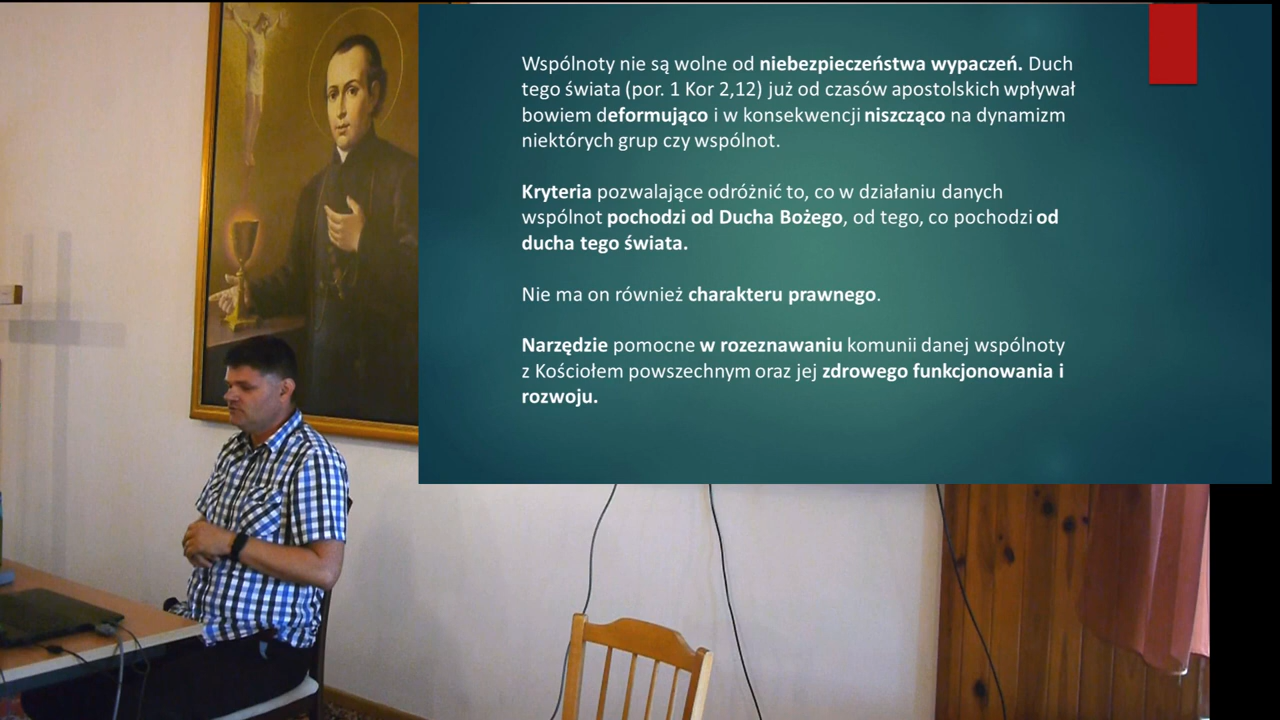 Wspólnoty nie są wolne od niebezpieczeństwa wypaczeń. Duch
tego świata (por. 1 Kor 2,12) już od czasów apostolskich wpływał
bowiem deformująco i w konsekwencji niszcząco na dynamizm
niektórych grup czy wspólnot.
Kryteria pozwalające odróżnić to, co w działaniu danych
wspólnot pochodzi od Ducha Bożego, od tego, co pochodzi od
ducha tego świata.
Nie ma on również charakteru prawnego.
Narzędzie pomocne w rozeznawaniu komunii danej wspólnoty
z Kościołem powszechnym oraz jej zdrowego funkcjonowania i
rozwoju.